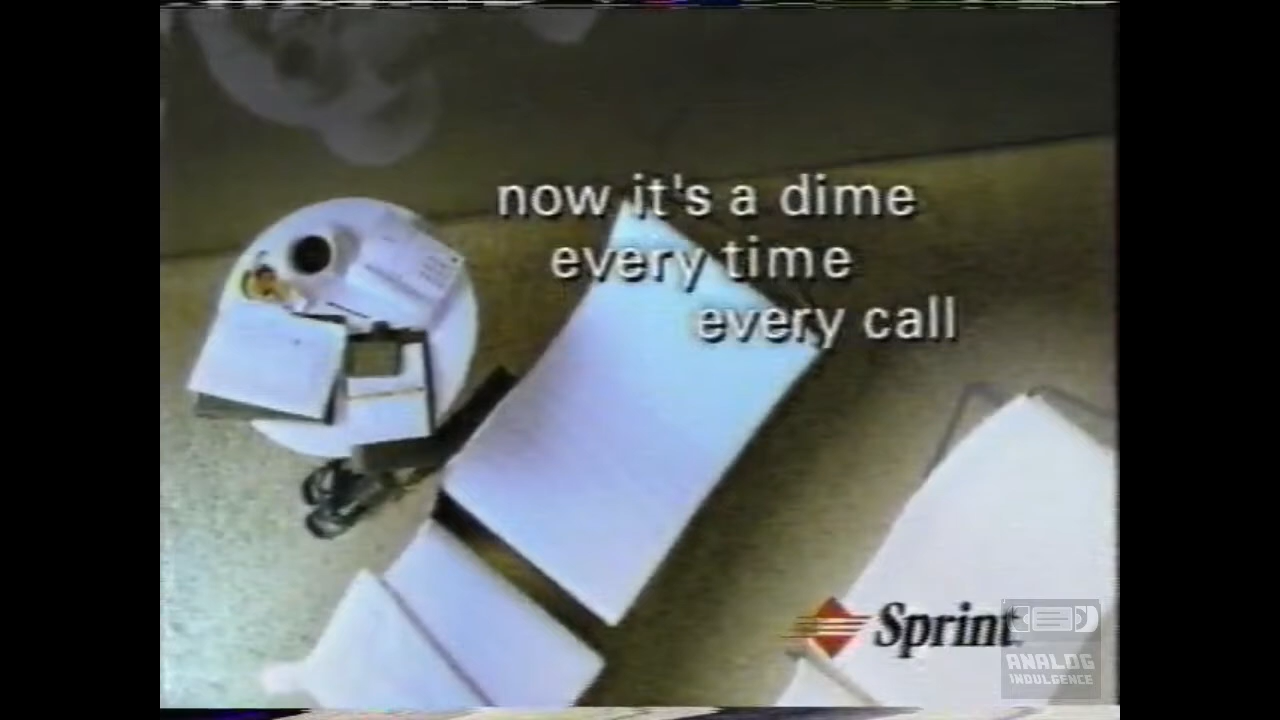 now it's a dime
every time
every call
Sprint
ANALOG
INDULGENCE